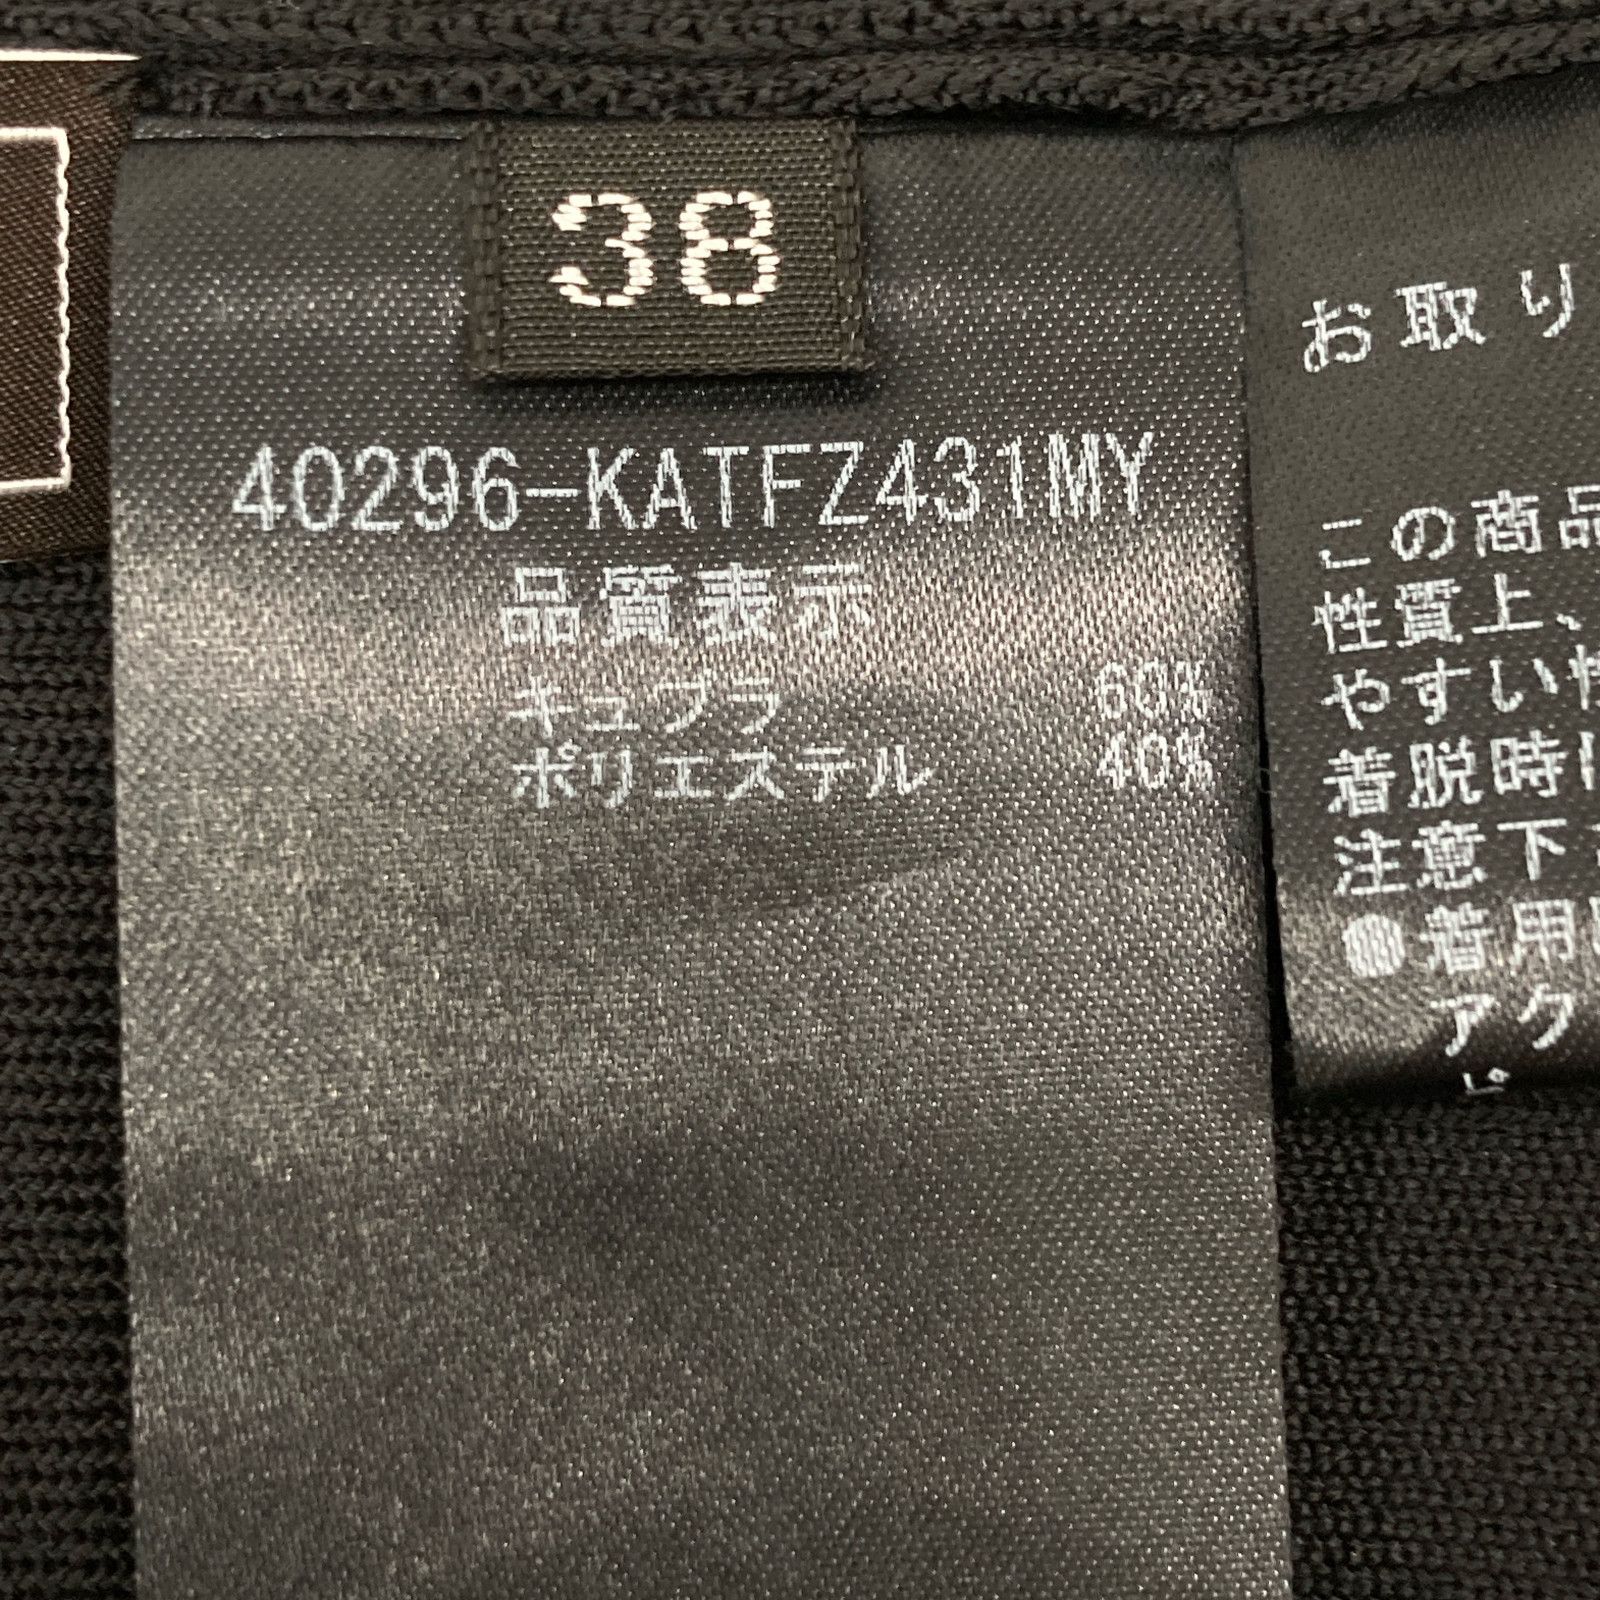 38
40296-KATFZ431MY
品質表示
キュプラ 60%
ポリエステル 40%
お取り
この商品
性質上、
やすい
着脱時に
注意下
●着用
アク
ピ